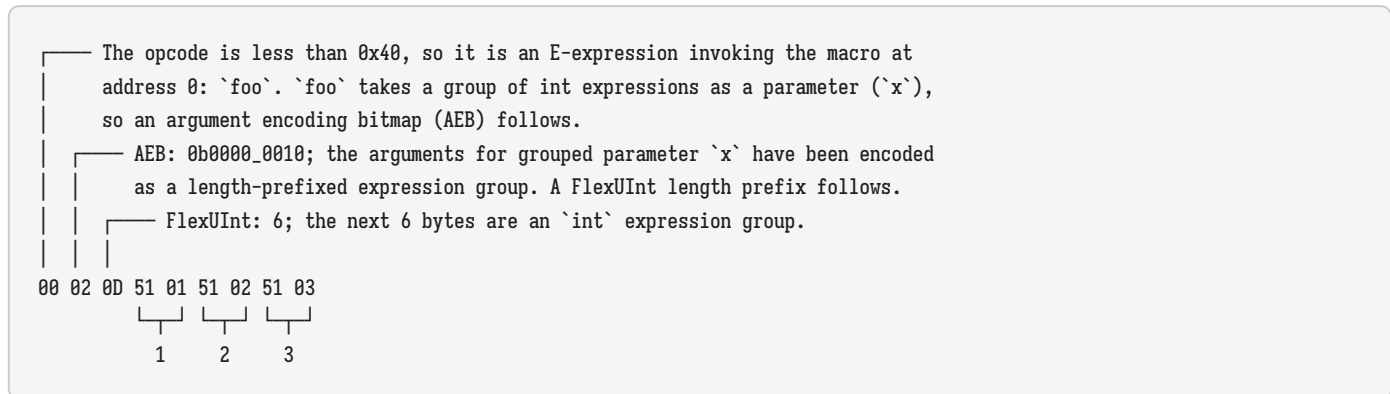 ┌──── The opcode is less than 0x40, so it is an E-expression invoking the macro at
│     address 0: `foo`. `foo` takes a group of int expressions as a parameter (`x`),
│     so an argument encoding bitmap (AEB) follows.
│  ┌──── AEB: 0b0000_0010; the arguments for grouped parameter `x` have been encoded
│  │     as a length-prefixed expression group. A FlexUInt length prefix follows.
│  │  ┌──── FlexUInt: 6; the next 6 bytes are an `int` expression group.
│  │  │
00 02 0D 51 01 51 02 51 03
         └─┬─┘ └─┬─┘ └─┬─┘
           1     2     3